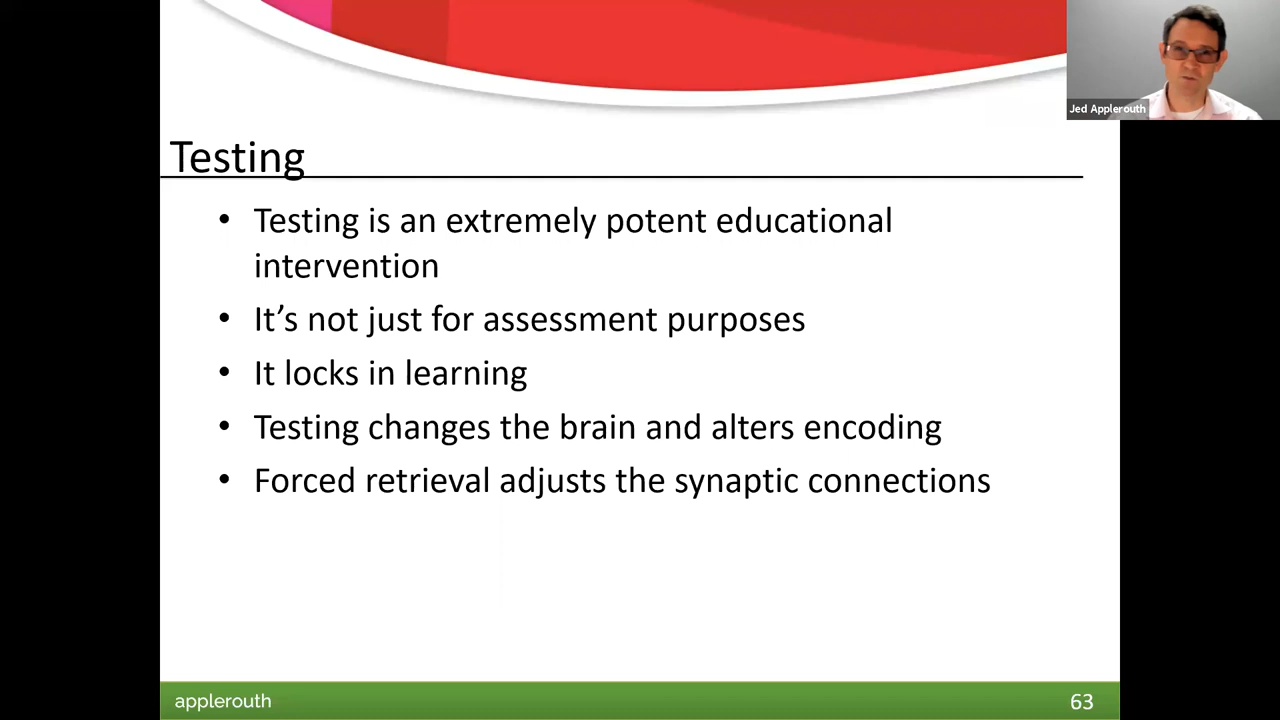 Jed Applerouth
Testing
• Testing is an extremely potent educational
intervention
• It’s not just for assessment purposes
• It locks in learning
• Testing changes the brain and alters encoding
• Forced retrieval adjusts the synaptic connections
applerouth
63